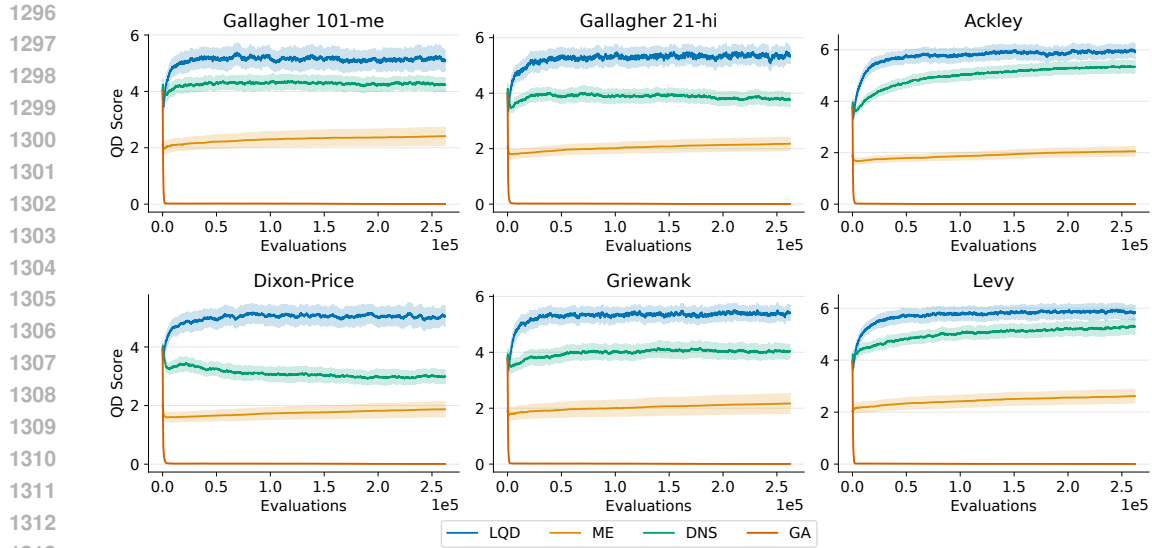 1296
1297
1298
1299
1300
1301
1302
1303
1304
1305
1306
1307
1308
1309
1310
1311
1312
Gallagher 101-me
6
4
2
0
QD Score
0.0 0.5 1.0 1.5 2.0 2.5
Evaluations 1e5
Gallagher 21-hi
6
4
2
0
0.0 0.5 1.0 1.5 2.0 2.5
Evaluations 1e5
Ackley
6
4
2
0
0.0 0.5 1.0 1.5 2.0 2.5
Evaluations 1e5
Dixon-Price
4
2
0
QD Score
0.0 0.5 1.0 1.5 2.0 2.5
Evaluations 1e5
Griewank
6
4
2
0
0.0 0.5 1.0 1.5 2.0 2.5
Evaluations 1e5
Levy
6
4
2
0
0.0 0.5 1.0 1.5 2.0 2.5
Evaluations 1e5
LQD ME DNS GA